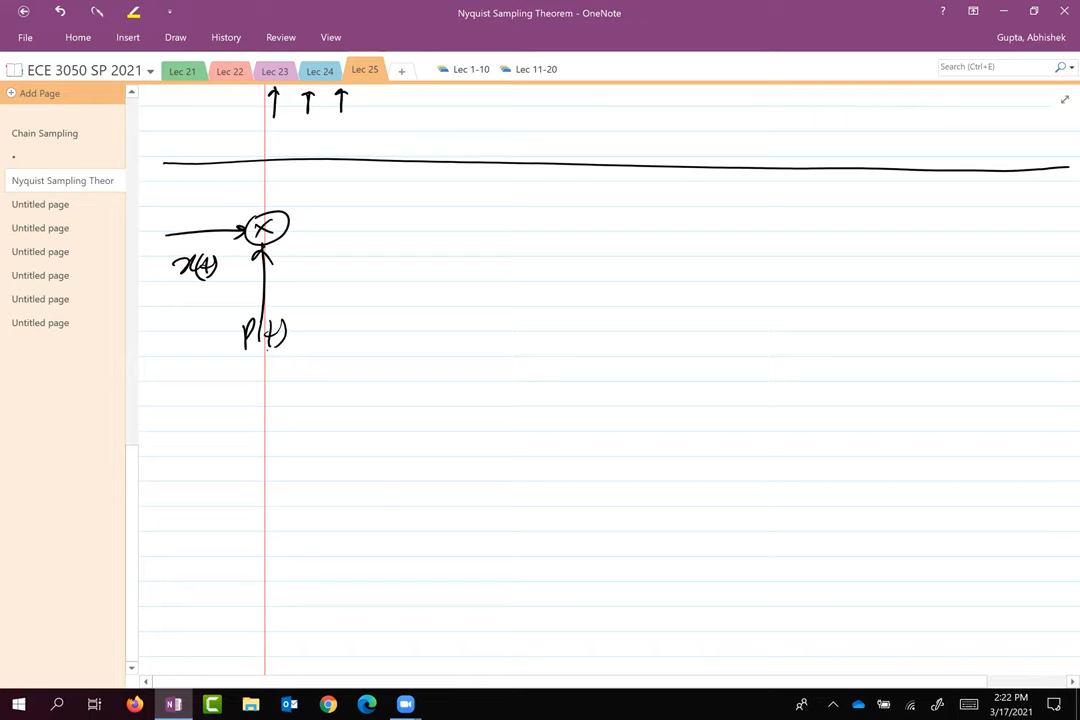 Nyquist Sampling Theorem - OneNote
?
File Home Insert Draw History Review View
Gupta, Abhishek
ECE 3050 SP 2021
Lec 21 Lec 22 Lec 23 Lec 24 Lec 25 + Lec 1-10 Lec 11-20
Search (Ctrl+E)
Add Page
Chain Sampling
Nyquist Sampling Theor
Untitled page
Untitled page
Untitled page
Untitled page
Untitled page
Untitled page
X
x(t)
p(t)
2:22 PM
3/17/2021